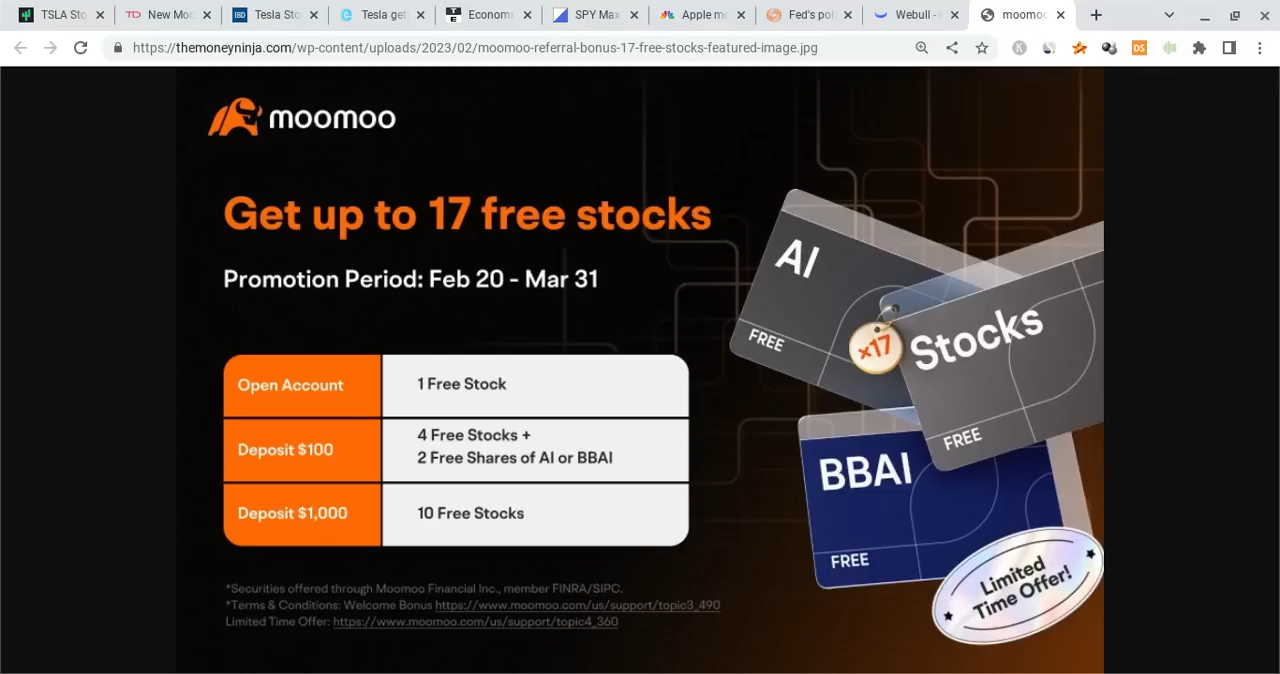 TSLA Sto
New Moo
IBD
Tesla Sto
Tesla get
TE
Econom
SPY Max
Apple mo
Fed's pol
Webull -
moomoo
https://themoneyninja.com/wp-content/uploads/2023/02/moomoo-referral-bonus-17-free-stocks-featured-image.jpg
K
DS
moomoo
Get up to 17 free stocks
Promotion Period: Feb 20 - Mar 31
Open Account
1 Free Stock
Deposit $100
4 Free Stocks +
2 Free Shares of AI or BBAI
Deposit $1,000
10 Free Stocks
AI
FREE
x17
Stocks
FREE
BBAI
FREE
Limited
Time Offer!
*Securities offered through Moomoo Financial Inc., member FINRA/SIPC.
*Terms & Conditions: Welcome Bonus https://www.moomoo.com/us/support/topic3_490
Limited Time Offer: https://www.moomoo.com/us/support/topic4_360